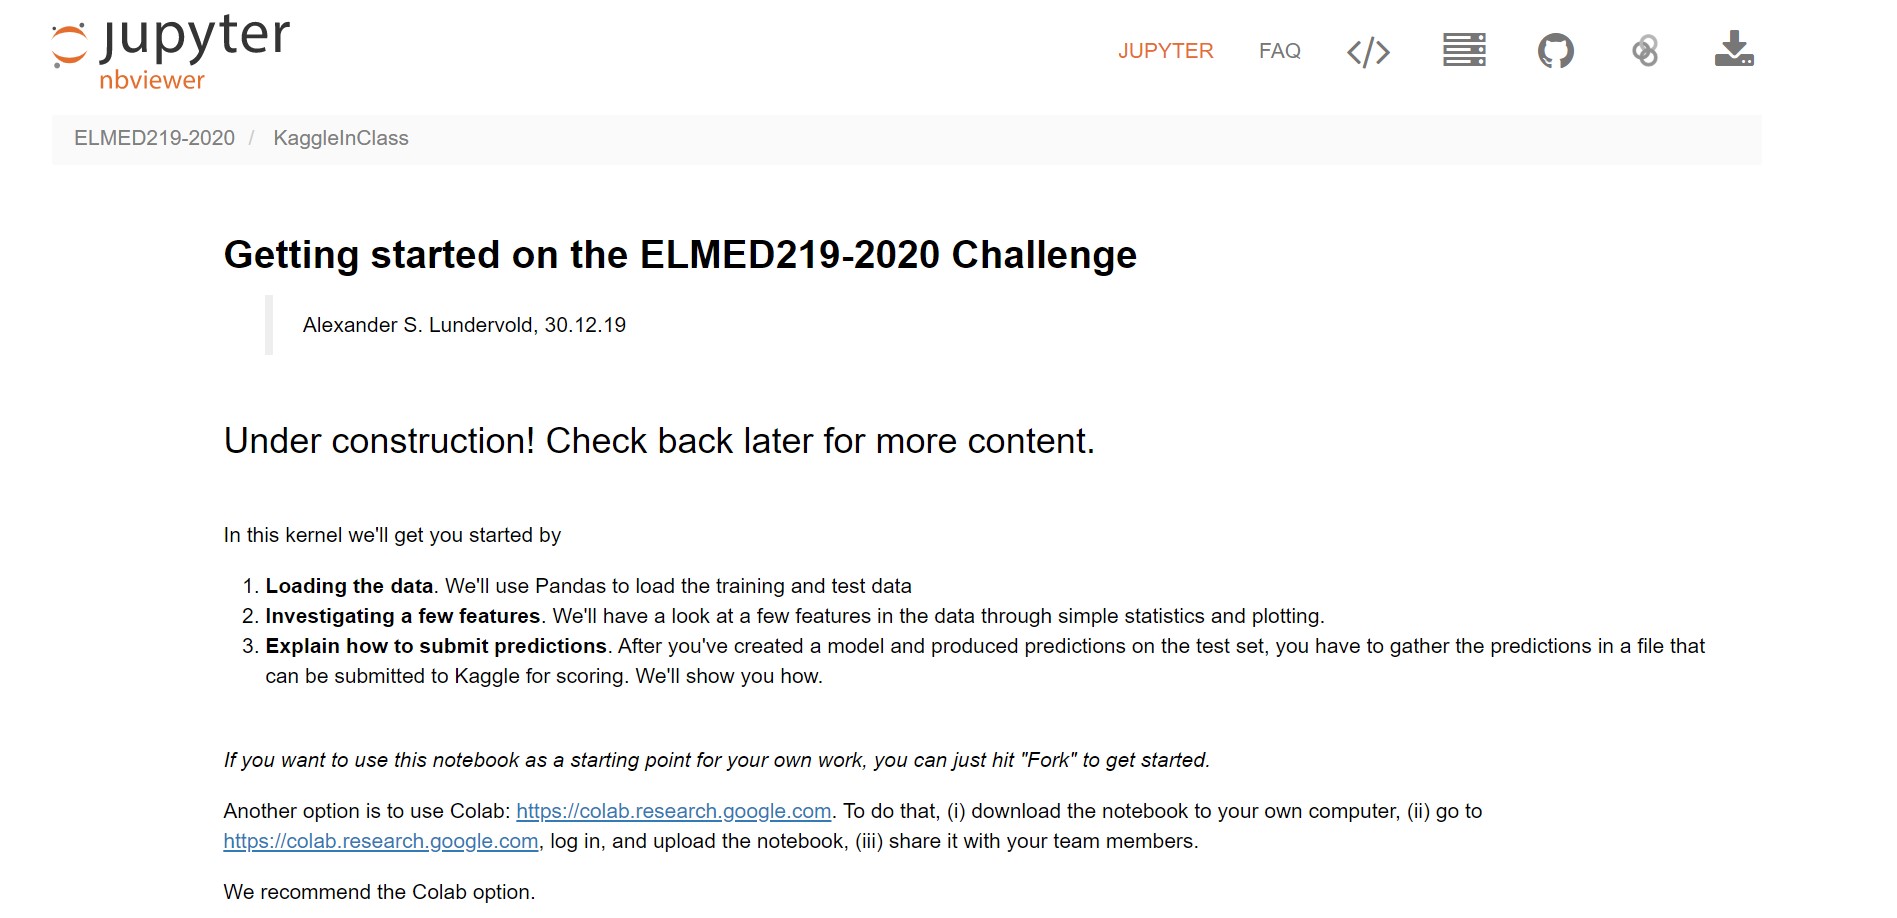 jupyter
nbviewer
JUPYTER FAQ </>
ELMED219-2020 / KaggleInClass
Getting started on the ELMED219-2020 Challenge
Alexander S. Lundervold, 30.12.19
Under construction! Check back later for more content.
In this kernel we'll get you started by
1. Loading the data. We'll use Pandas to load the training and test data
2. Investigating a few features. We'll have a look at a few features in the data through simple statistics and plotting.
3. Explain how to submit predictions. After you've created a model and produced predictions on the test set, you have to gather the predictions in a file that
can be submitted to Kaggle for scoring. We'll show you how.
If you want to use this notebook as a starting point for your own work, you can just hit "Fork" to get started.
Another option is to use Colab: https://colab.research.google.com. To do that, (i) download the notebook to your own computer, (ii) go to
https://colab.research.google.com, log in, and upload the notebook, (iii) share it with your team members.
We recommend the Colab option.